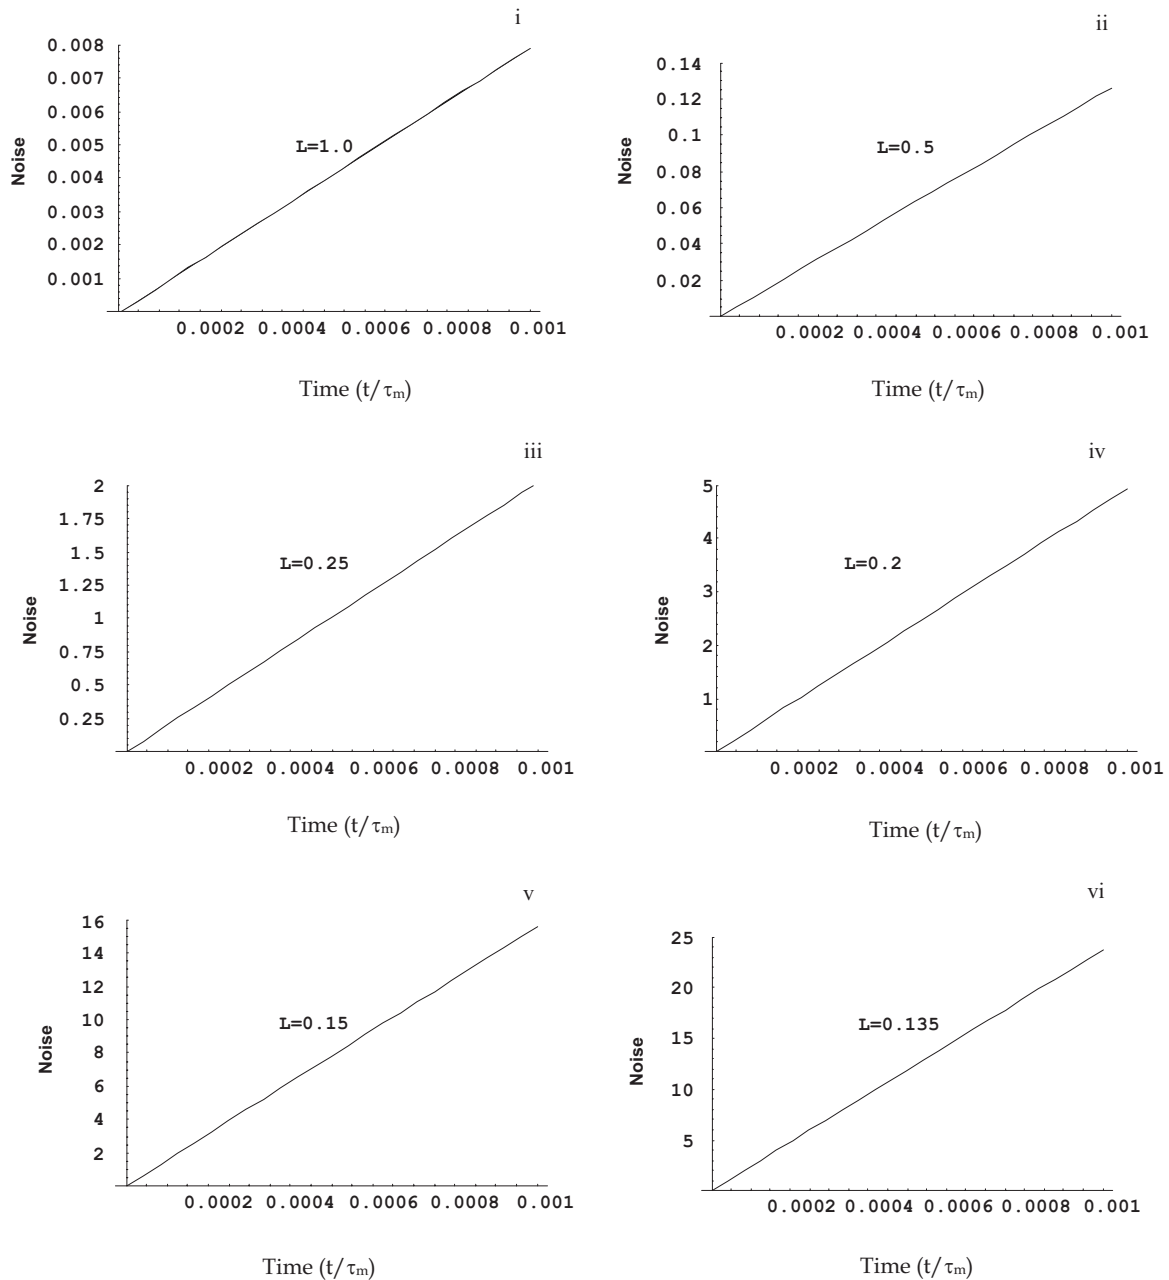 i
0.008
0.007
0.006
0.005
0.004
0.003
0.002
0.001
Noise
L=1.0
0.0002 0.0004 0.0006 0.0008 0.001
Time (t/τm)
ii
0.14
0.12
0.1
0.08
0.06
0.04
0.02
Noise
L=0.5
0.0002 0.0004 0.0006 0.0008 0.001
Time (t/τm)
iii
2
1.75
1.5
1.25
1
0.75
0.5
0.25
Noise
L=0.25
0.0002 0.0004 0.0006 0.0008 0.001
Time (t/τm)
iv
5
4
3
2
1
Noise
L=0.2
0.0002 0.0004 0.0006 0.0008 0.001
Time (t/τm)
v
16
14
12
10
8
6
4
2
Noise
L=0.15
0.0002 0.0004 0.0006 0.0008 0.001
Time (t/τm)
vi
25
20
15
10
5
Noise
L=0.135
0.0002 0.0004 0.0006 0.0008 0.001
Time (t/τm)